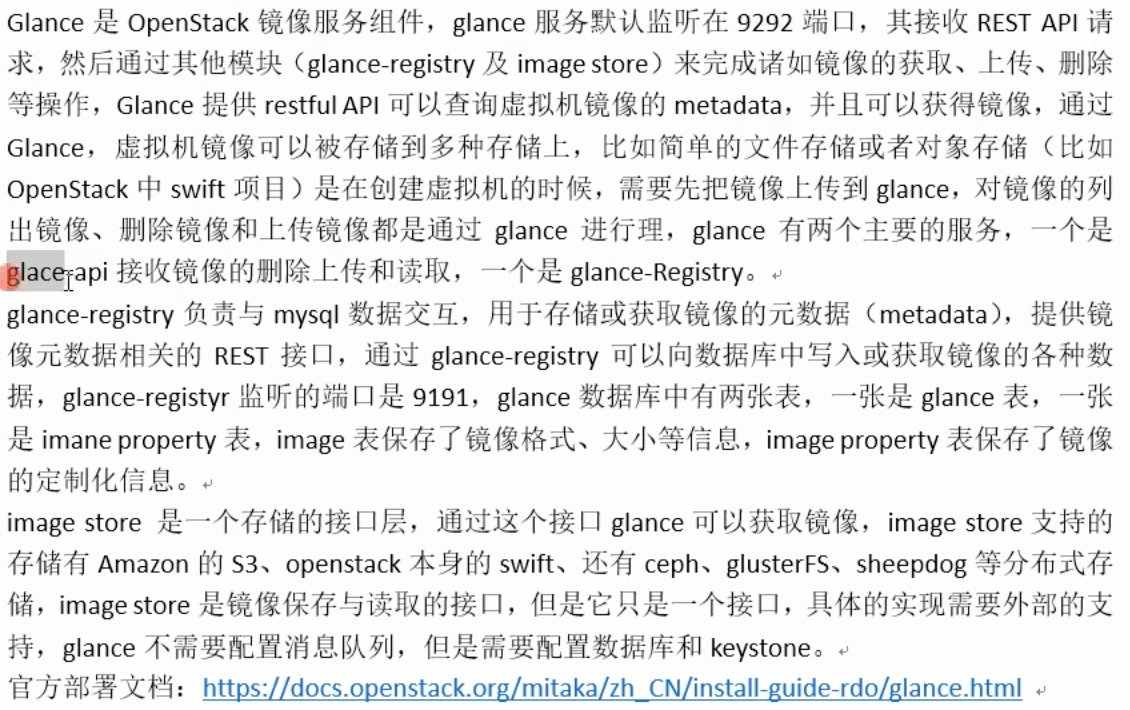 Glance 是 OpenStack 镜像服务组件，glance 服务默认监听在 9292 端口，其接收 REST API 请
求，然后通过其他模块（glance-registry 及 image store）来完成诸如镜像的获取、上传、删除
等操作，Glance 提供 restful API 可以查询虚拟机镜像的 metadata，并且可以获得镜像，通过
Glance，虚拟机镜像可以被存储到多种存储上，比如简单的文件存储或者对象存储（比如
OpenStack 中 swift 项目）是在创建虚拟机的时候，需要先把镜像上传到 glance，对镜像的列
出镜像、删除镜像和上传镜像都是通过 glance 进行理，glance 有两个主要的服务，一个是
glace-api 接收镜像的删除上传和读取，一个是 glance-Registry。
glance-registry 负责与 mysql 数据交互，用于存储或获取镜像的元数据（metadata），提供镜
像元数据相关的 REST 接口，通过 glance-registry 可以向数据库中写入或获取镜像的各种数
据，glance-registyr 监听的端口是 9191，glance 数据库中有两张表，一张是 glance 表，一张
是 imane property 表，image 表保存了镜像格式、大小等信息，image property 表保存了镜像
的定制化信息。
image store 是一个存储的接口层，通过这个接口 glance 可以获取镜像，image store 支持的
存储有 Amazon 的 S3、openstack 本身的 swift、还有 ceph、glusterFS、sheepdog 等分布式存
储，image store 是镜像保存与读取的接口，但是它只是一个接口，具体的实现需要外部的支
持，glance 不需要配置消息队列，但是需要配置数据库和 keystone。
官方部署文档：https://docs.openstack.org/mitaka/zh_CN/install-guide-rdo/glance.html